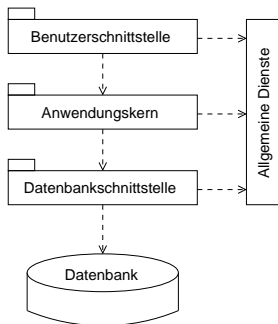 Benutzerschnittstelle
Anwendungskern
Datenbankschnittstelle
Datenbank
Allgemeine Dienste